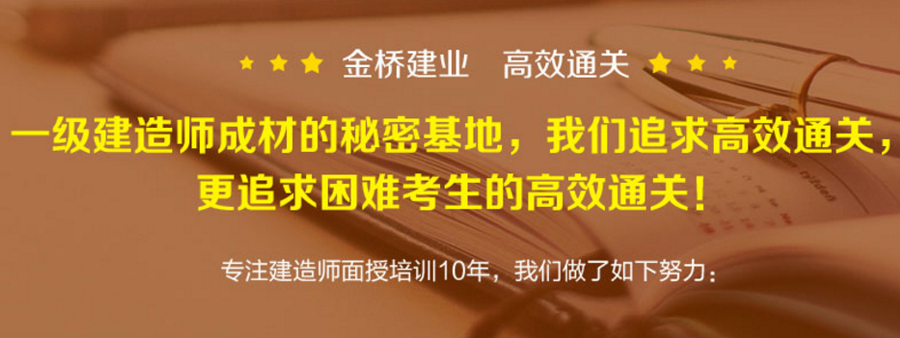 金桥建业 高效通关
一级建造师成材的秘密基地，我们追求高效通关，
更追求困难考生的高效通关！
专注建造师面授培训10年，我们做了如下努力：